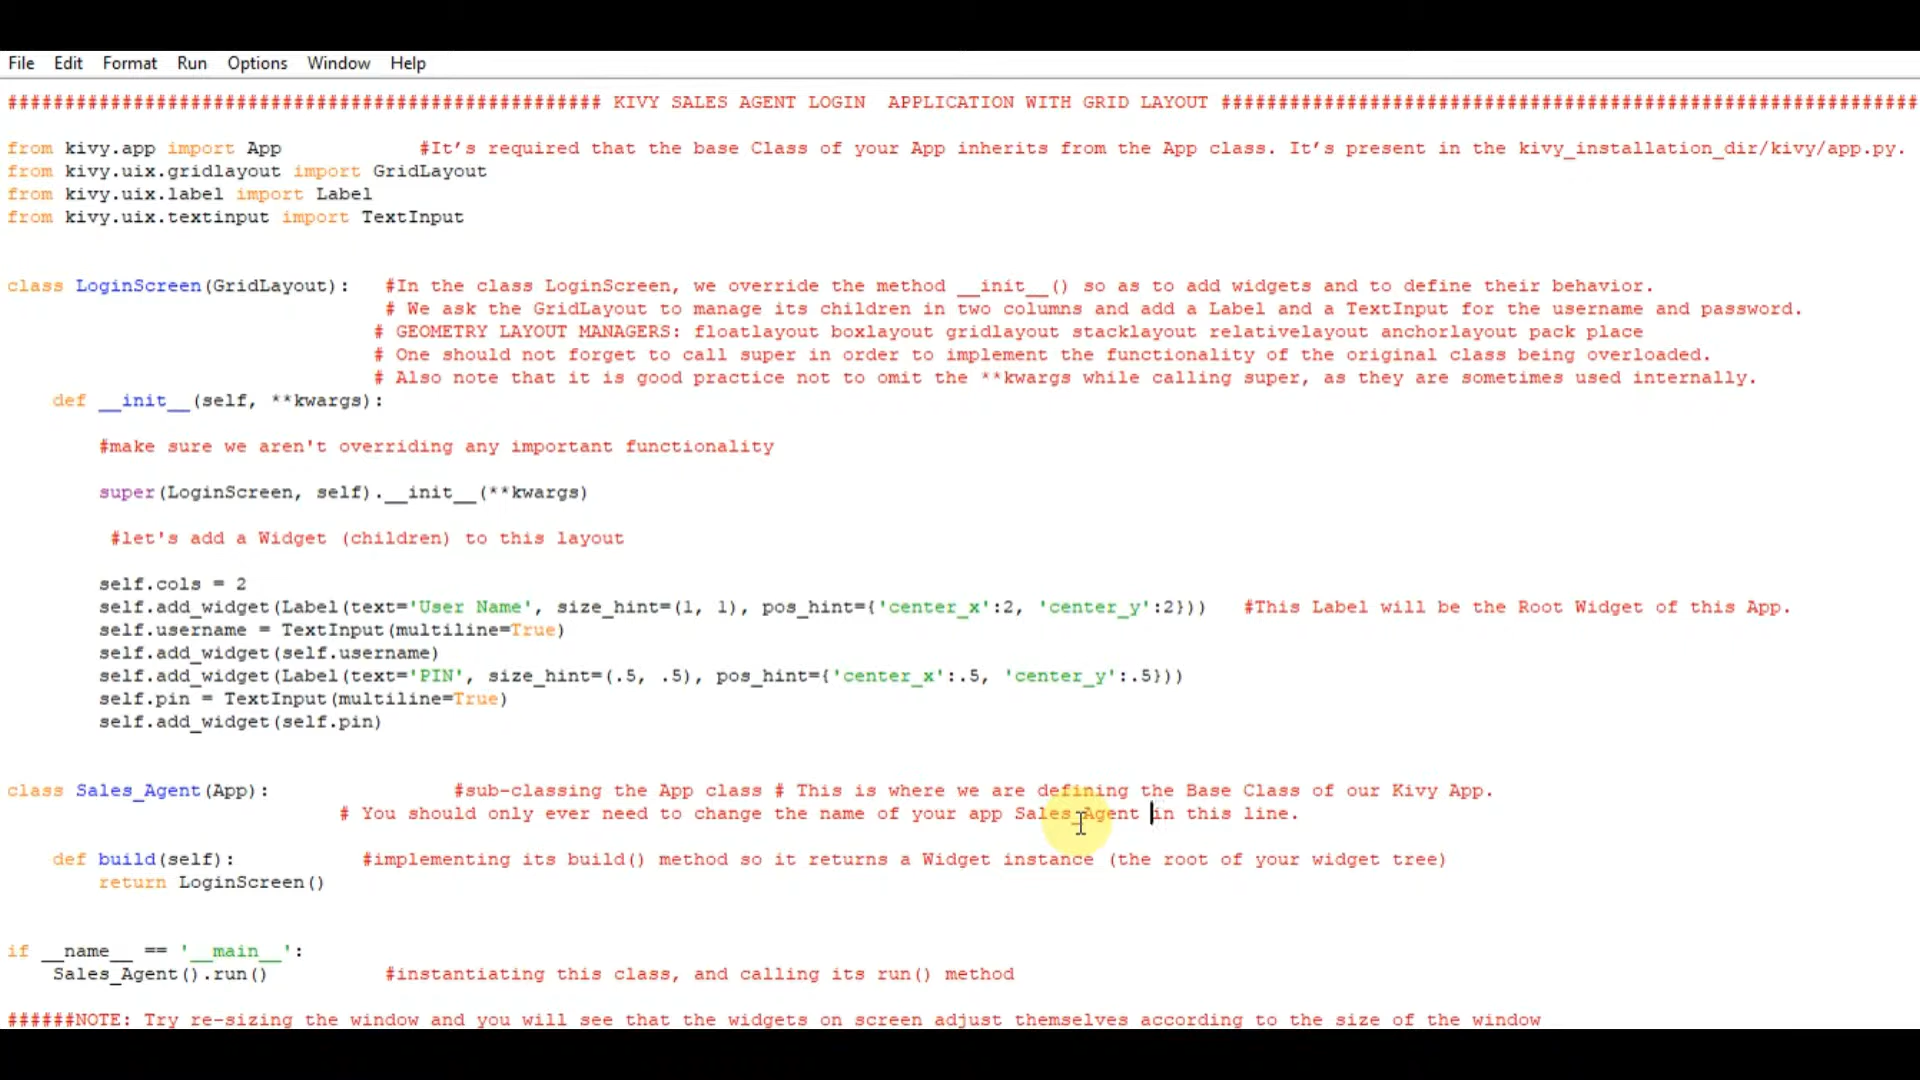 File Edit Format Run Options Window Help
#################################################### KIVY SALES AGENT LOGIN  APPLICATION WITH GRID LAYOUT #############################################################
from kivy.app import App            #It’s required that the base Class of your App inherits from the App class. It’s present in the kivy_installation_dir/kivy/app.py.
from kivy.uix.gridlayout import GridLayout
from kivy.uix.label import Label
from kivy.uix.textinput import TextInput
class LoginScreen(GridLayout):   #In the class LoginScreen, we override the method __init__() so as to add widgets and to define their behavior.
# We ask the GridLayout to manage its children in two columns and add a Label and a TextInput for the username and password.
# GEOMETRY LAYOUT MANAGERS: floatlayout boxlayout gridlayout stacklayout relativelayout anchorlayout pack place
# One should not forget to call super in order to implement the functionality of the original class being overloaded.
# Also note that it is good practice not to omit the **kwargs while calling super, as they are sometimes used internally.
    def __init__(self, **kwargs):
        #make sure we aren't overriding any important functionality
        super(LoginScreen, self).__init__(**kwargs)
         #let's add a Widget (children) to this layout
        self.cols = 2
        self.add_widget(Label(text='User Name', size_hint=(1, 1), pos_hint={'center_x':2, 'center_y':2}))   #This Label will be the Root Widget of this App.
        self.username = TextInput(multiline=True)
        self.add_widget(self.username)
        self.add_widget(Label(text='PIN', size_hint=(.5, .5), pos_hint={'center_x':.5, 'center_y':.5}))
        self.pin = TextInput(multiline=True)
        self.add_widget(self.pin)
class Sales_Agent(App):                #sub-classing the App class # This is where we are defining the Base Class of our Kivy App.
# You should only ever need to change the name of your app Sales_Agent in this line.
    def build(self):           #implementing its build() method so it returns a Widget instance (the root of your widget tree)
        return LoginScreen()
if __name__ == '__main__':
    Sales_Agent().run()          #instantiating this class, and calling its run() method
######NOTE: Try re-sizing the window and you will see that the widgets on screen adjust themselves according to the size of the window